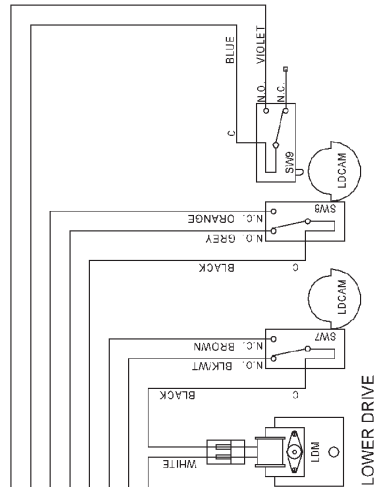 BLUE
VIOLET
C
N.O.
N.C.
SW9
LDCAM
N.C. ORANGE
N.O. GREY
SW8
BLACK
C
LDCAM
N.C. BROWN
N.O. BLK/WT
SW7
BLACK
C
WHITE
LDM
LOWER DRIVE